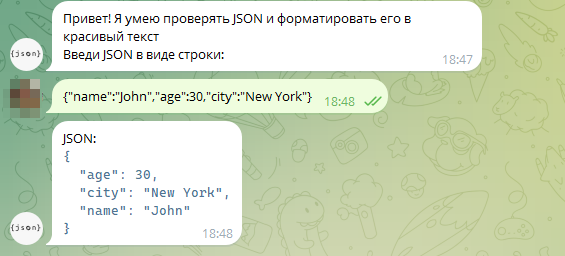 Привет! Я умею проверять JSON и форматировать его в
красивый текст
Введи JSON в виде строки:
{json}
18:47
{"name":"John","age":30,"city":"New York"}
18:48
JSON:
{
  "age": 30,
  "city": "New York",
  "name": "John"
}
{json}
18:48